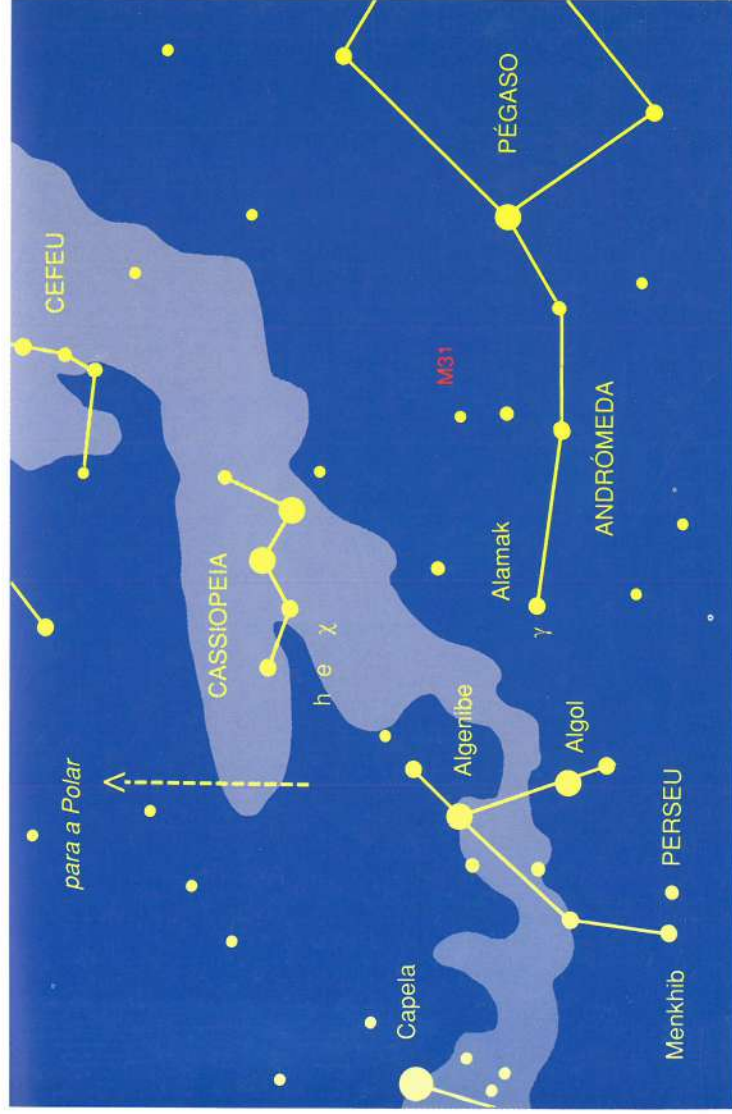 CEFEU
PÉGASO
M31
CASSIOPEIA
ANDRÓMEDA
Alamak
γ
h e χ
para a Polar
Algenibe
Algol
PERSEU
Capela
Menkhib